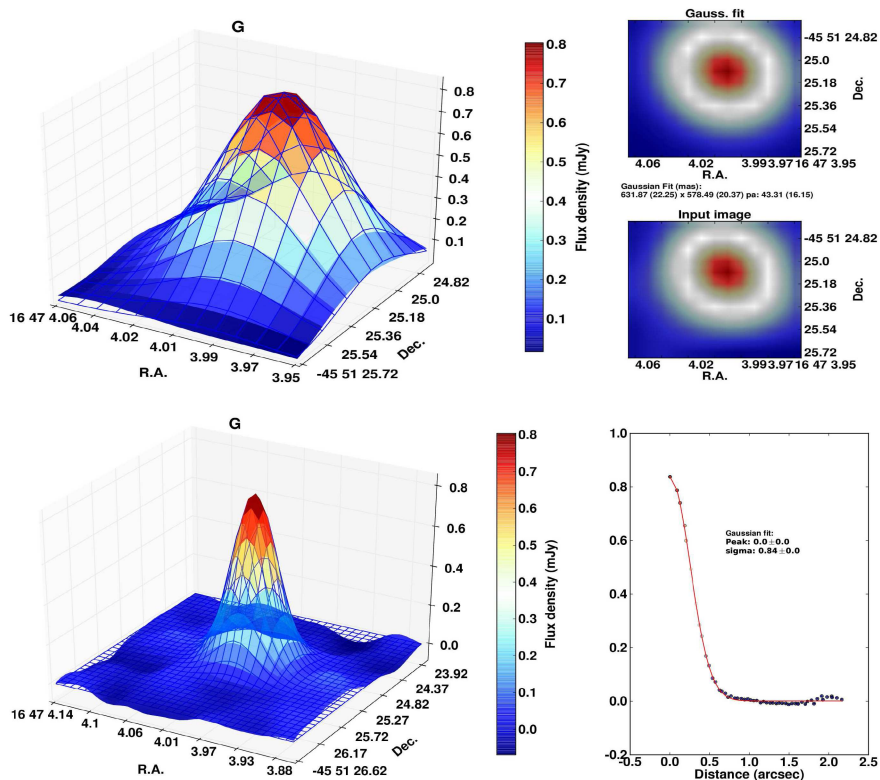 G
0.8
0.7
0.6
0.5
0.4
0.3
0.2
0.1
24.82
25.0
25.18
25.36
25.54
-45 51 25.72
Dec.
16 47 4.06
4.04
4.02
4.01
3.99
3.97
3.95
R.A.
0.8
0.7
0.6
0.5
0.4
0.3
0.2
0.1
Flux density (mJy)
Gauss. fit
-45 51 24.82
25.0
25.18
25.36
25.54
25.72
Dec.
4.06 4.02 3.99 3.97 16 47 3.95
R.A.
Gaussian Fit (mas):
631.87 (22.25) x 578.49 (20.37) pa: 43.31 (16.15)
Input image
-45 51 24.82
25.0
25.18
25.36
25.54
25.72
Dec.
4.06 4.02 3.99 3.97 16 47 3.95
R.A.
G
0.8
0.6
0.4
0.2
0.0
23.92
24.37
24.82
25.27
25.72
26.17
-45 51 26.62
Dec.
16 47 4.14
4.1
4.06
4.01
3.97
3.93
3.88
R.A.
0.8
0.7
0.6
0.5
0.4
0.3
0.2
0.1
0.0
Flux density (mJy)
1.0
0.8
0.6
0.4
0.2
0.0
-0.2
Gaussian fit:
Peak: 0.0±0.0
sigma: 0.84±0.0
-0.5 0.0 0.5 1.0 1.5 2.0 2.5
Distance (arcsec)